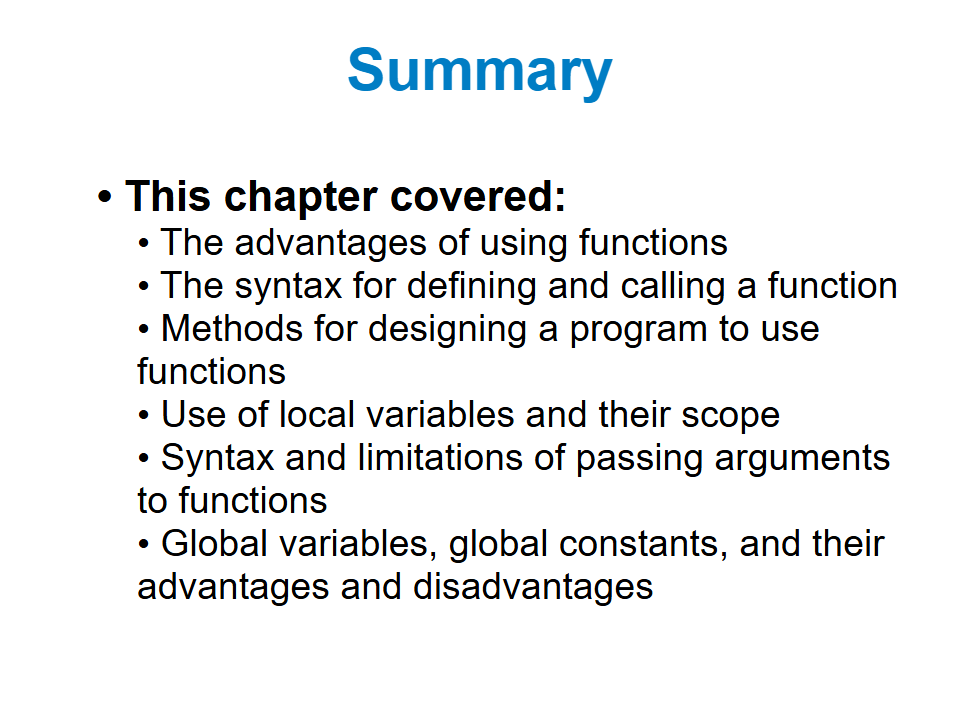 Summary
• This chapter covered:
• The advantages of using functions
• The syntax for defining and calling a function
• Methods for designing a program to use
functions
• Use of local variables and their scope
• Syntax and limitations of passing arguments
to functions
• Global variables, global constants, and their
advantages and disadvantages